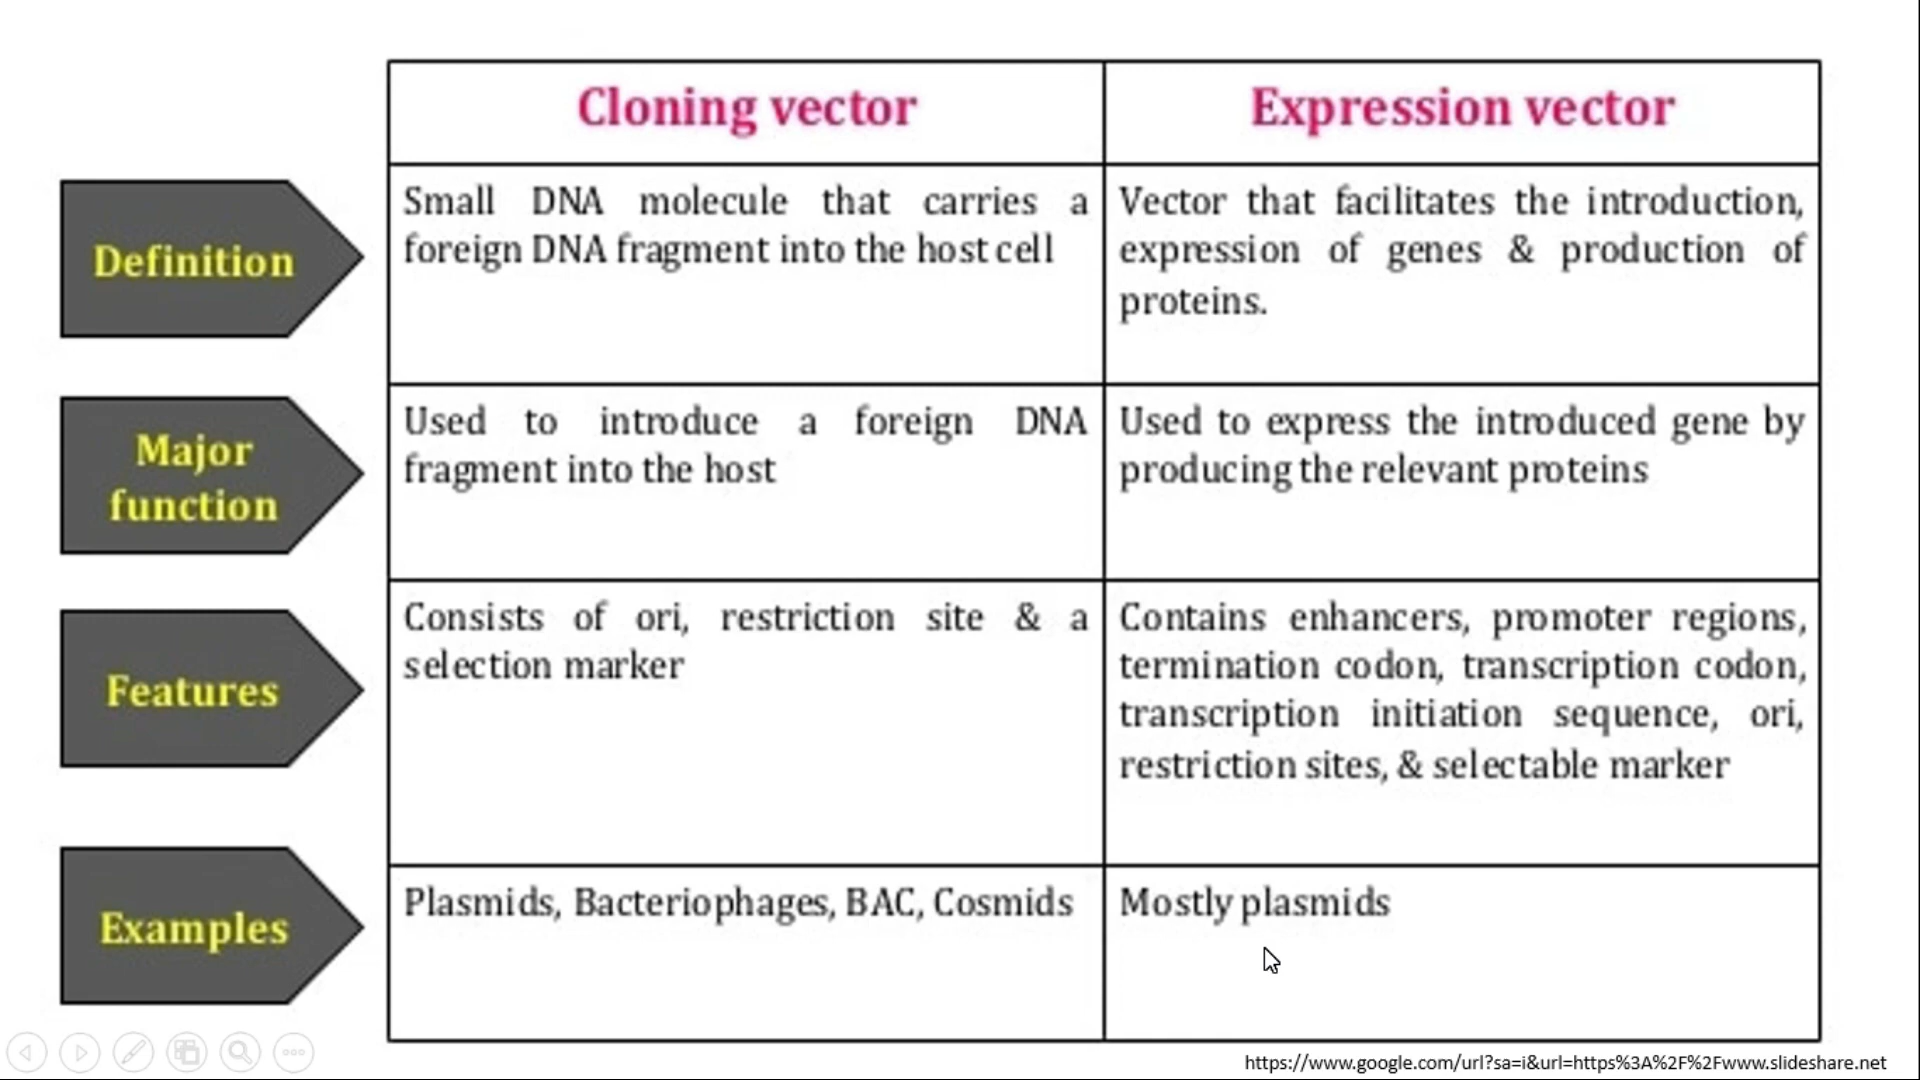 Cloning vector
Expression vector
Definition
Small DNA molecule that carries a
foreign DNA fragment into the host cell
Vector that facilitates the introduction,
expression of genes & production of
proteins.
Major
function
Used to introduce a foreign DNA
fragment into the host
Used to express the introduced gene by
producing the relevant proteins
Features
Consists of ori, restriction site & a
selection marker
Contains enhancers, promoter regions,
termination codon, transcription codon,
transcription initiation sequence, ori,
restriction sites, & selectable marker
Examples
Plasmids, Bacteriophages, BAC, Cosmids
Mostly plasmids
https://www.google.com/url?sa=i&url=https%3A%2F%2Fwww.slideshare.net